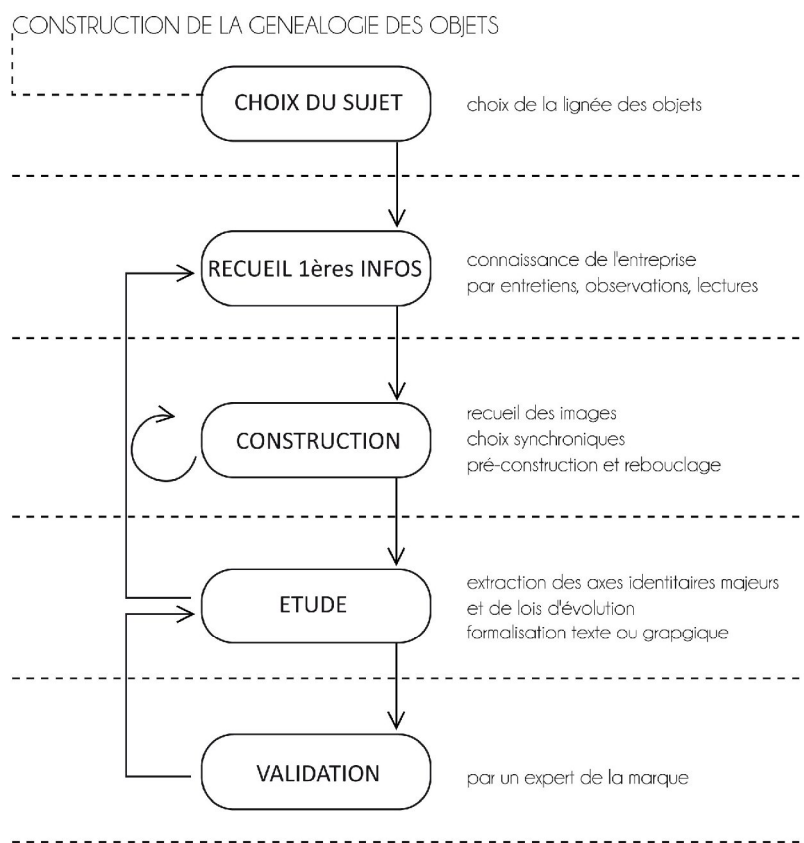 CONSTRUCTION DE LA GENEALOGIE DES OBJETS
CHOIX DU SUJET
choix de la lignée des objets
RECUEIL 1ères INFOS
connaissance de l'entreprise
par entretiens, observations, lectures
CONSTRUCTION
recueil des images
choix synchroniques
pré-construction et rebouclage
ETUDE
extraction des axes identitaires majeurs
et de lois d'évolution
formalisation texte ou grapgique
VALIDATION
par un expert de la marque